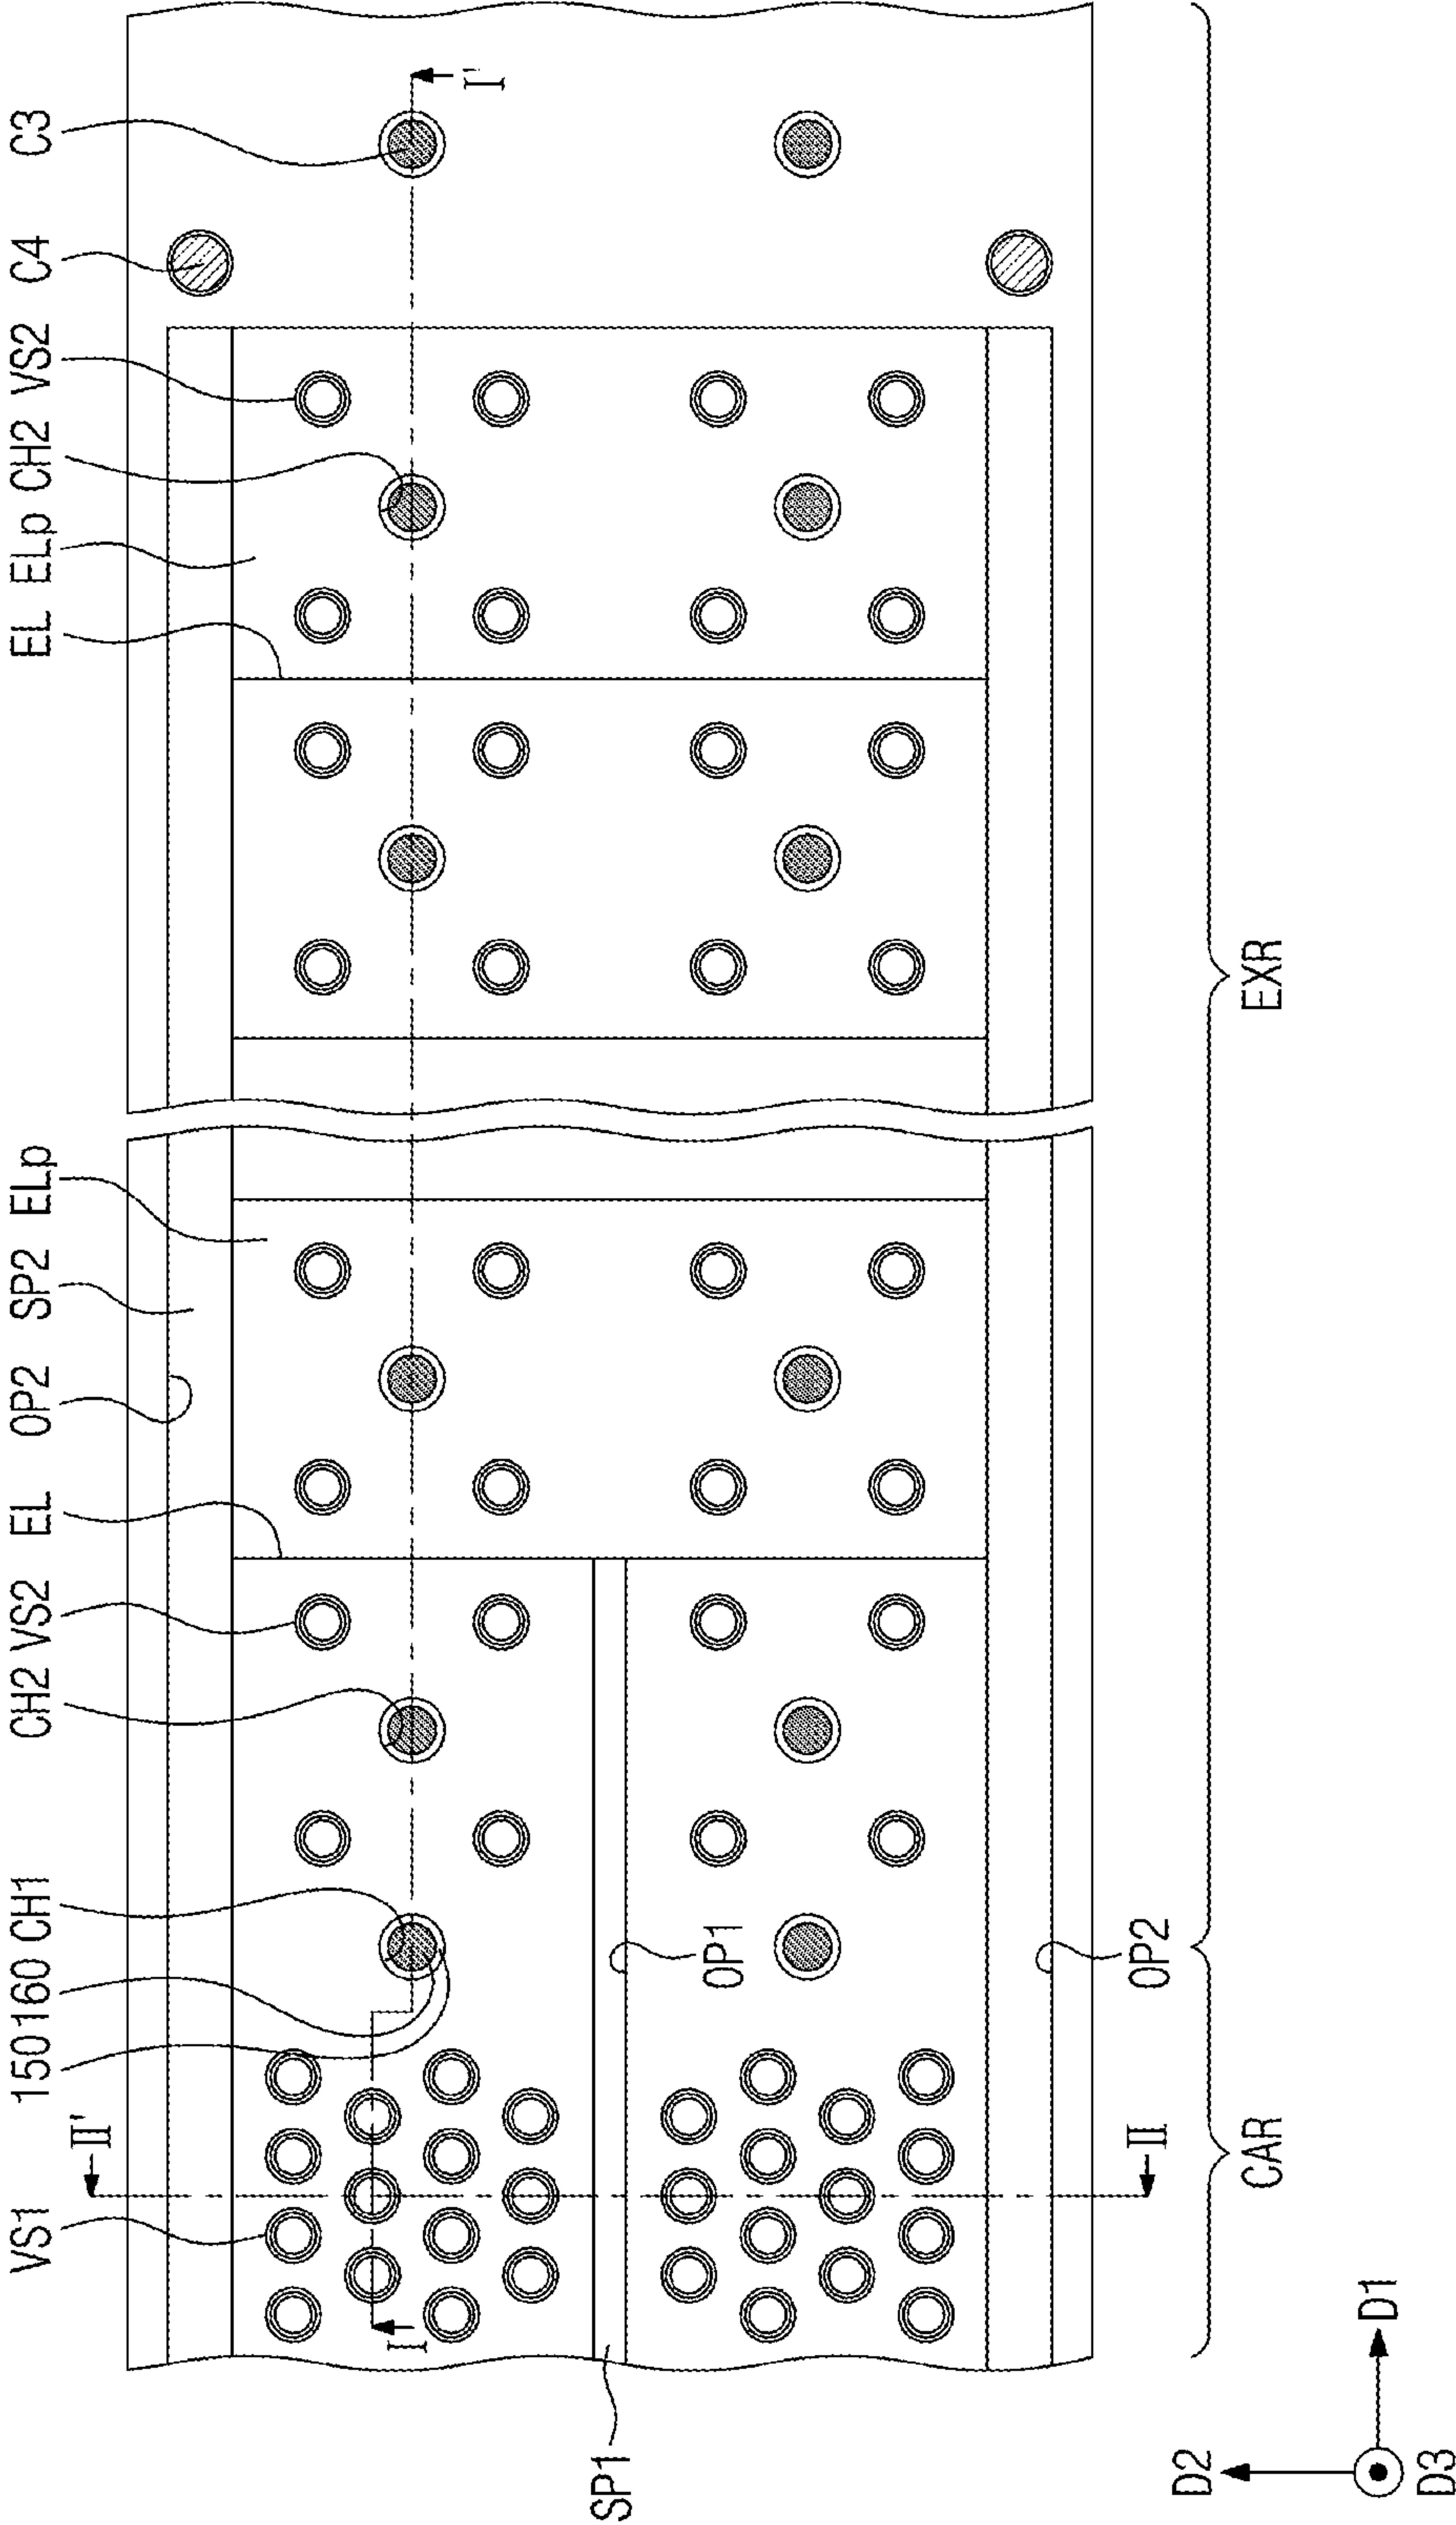 VS1 150 160 CH1 CH2 VS2 EL OP2 SP2 ELp EL ELp CH2 VS2 C4 C3
II'
I I'
SP1 OP1
OP2
II
CAR EXR
D2
D1
D3